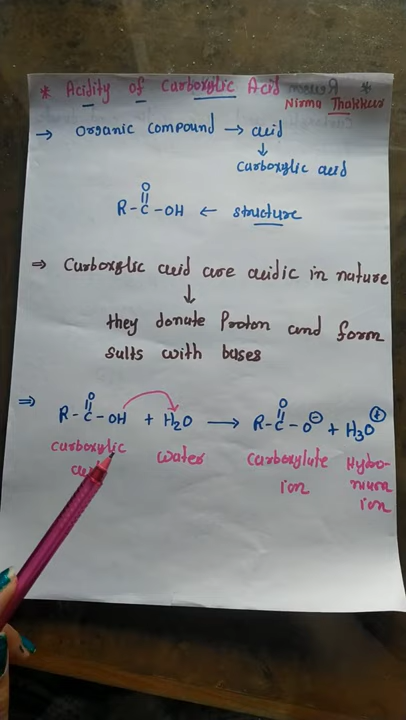 * Acidity of Carboxylic Acid *
Nirma Thakkur
→ Organic compound → acid
↓
Carboxylic acid
O
||
R-C-OH ← structure
⇒ Carboxylic acid are acidic in nature
↓
they donate Proton and form
salts with bases
⇒ O O
|| ||
R-C-OH + H₂O → R-C-O⊖ + H₃O⊕
Carboxylic water Carboxylate Hydro-
ion nium
ion